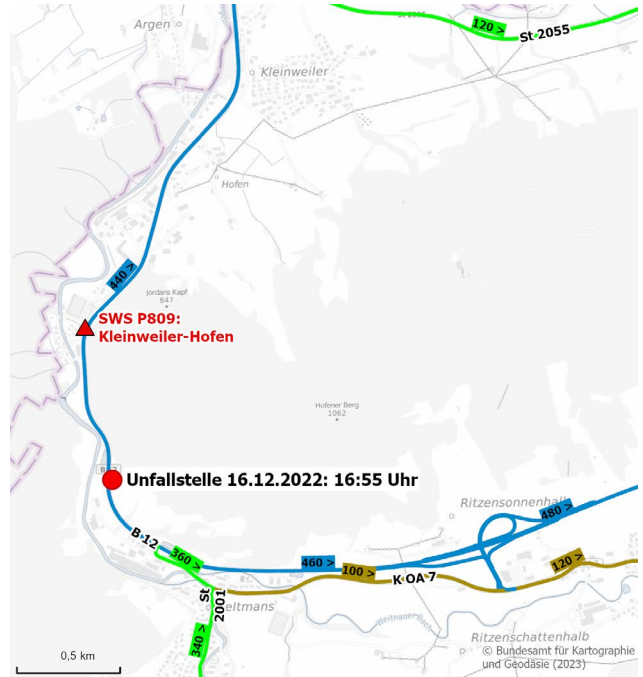 Argen
St 2055
120 >
St 2055
Kleinweiler
Hofen
440 >
Jordans Kapf
847
SWS P809:
Kleinweiler-Hofen
Hofener Berg
1062
Unfallstelle 16.12.2022: 16:55 Uhr
Ritzensonnenhalb
480 >
B 12
360 >
460 >
100 >
K OA 7
120 >
St
2001
340 >
Ritzenschattenhalb
0,5 km
© Bundesamt für Kartographie
und Geodäsie (2023)